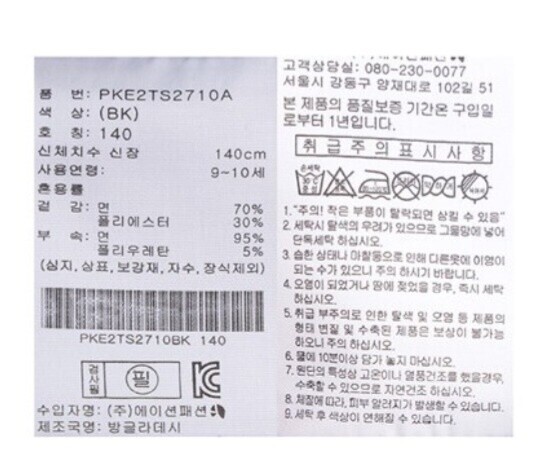 품 번: PKE2TS2710A
색 상: (BK)
호 칭: 140
신체치수 신장 140cm
사용연령: 9~10세
혼용률
겉 감: 면 70%
폴리에스터 30%
부 속: 면 95%
폴리우레탄 5%
(심지, 상표, 보강재, 자수, 장식제외)
PKE2TS2710BK 140
검사필 필
수입자명: (주)에이션패션
제조국명: 방글라데시
고객상담실: 080-230-0077
서울시 강동구 양재대로 102길 51
본 제품의 품질보증 기간은 구입일
로부터 1년입니다.
취급주의표시사항
1. "주의! 작은 부품이 탈락되면 삼킬 수 있음"
2. 세탁시 탈색의 우려가 있으므로 그물망에 넣어
단독세탁 하십시오.
3. 습한 상태나 마찰등으로 인해 다른옷에 이염이
되는 수가 있으니 주의 하시기 바랍니다.
4. 오염이 되었거나 땀에 젖었을 경우, 즉시 세탁
하십시오.
5. 취급 부주의로 인한 탈색 및 오염 등 제품의
형태 변질 및 수축된 제품은 보상이 불가능
하오니 주의하십시오.
6. 물에 10분이상 담가 놓지 마십시오.
7. 원단의 특성상 고온이나 열풍건조를 했을경우,
수축할 수 있으므로 자연건조 하십시오.
8. 체질에 따라, 피부 알러지가 발생할 수 있습니다.
9. 세탁 후 색상이 연해질 수 있습니다.